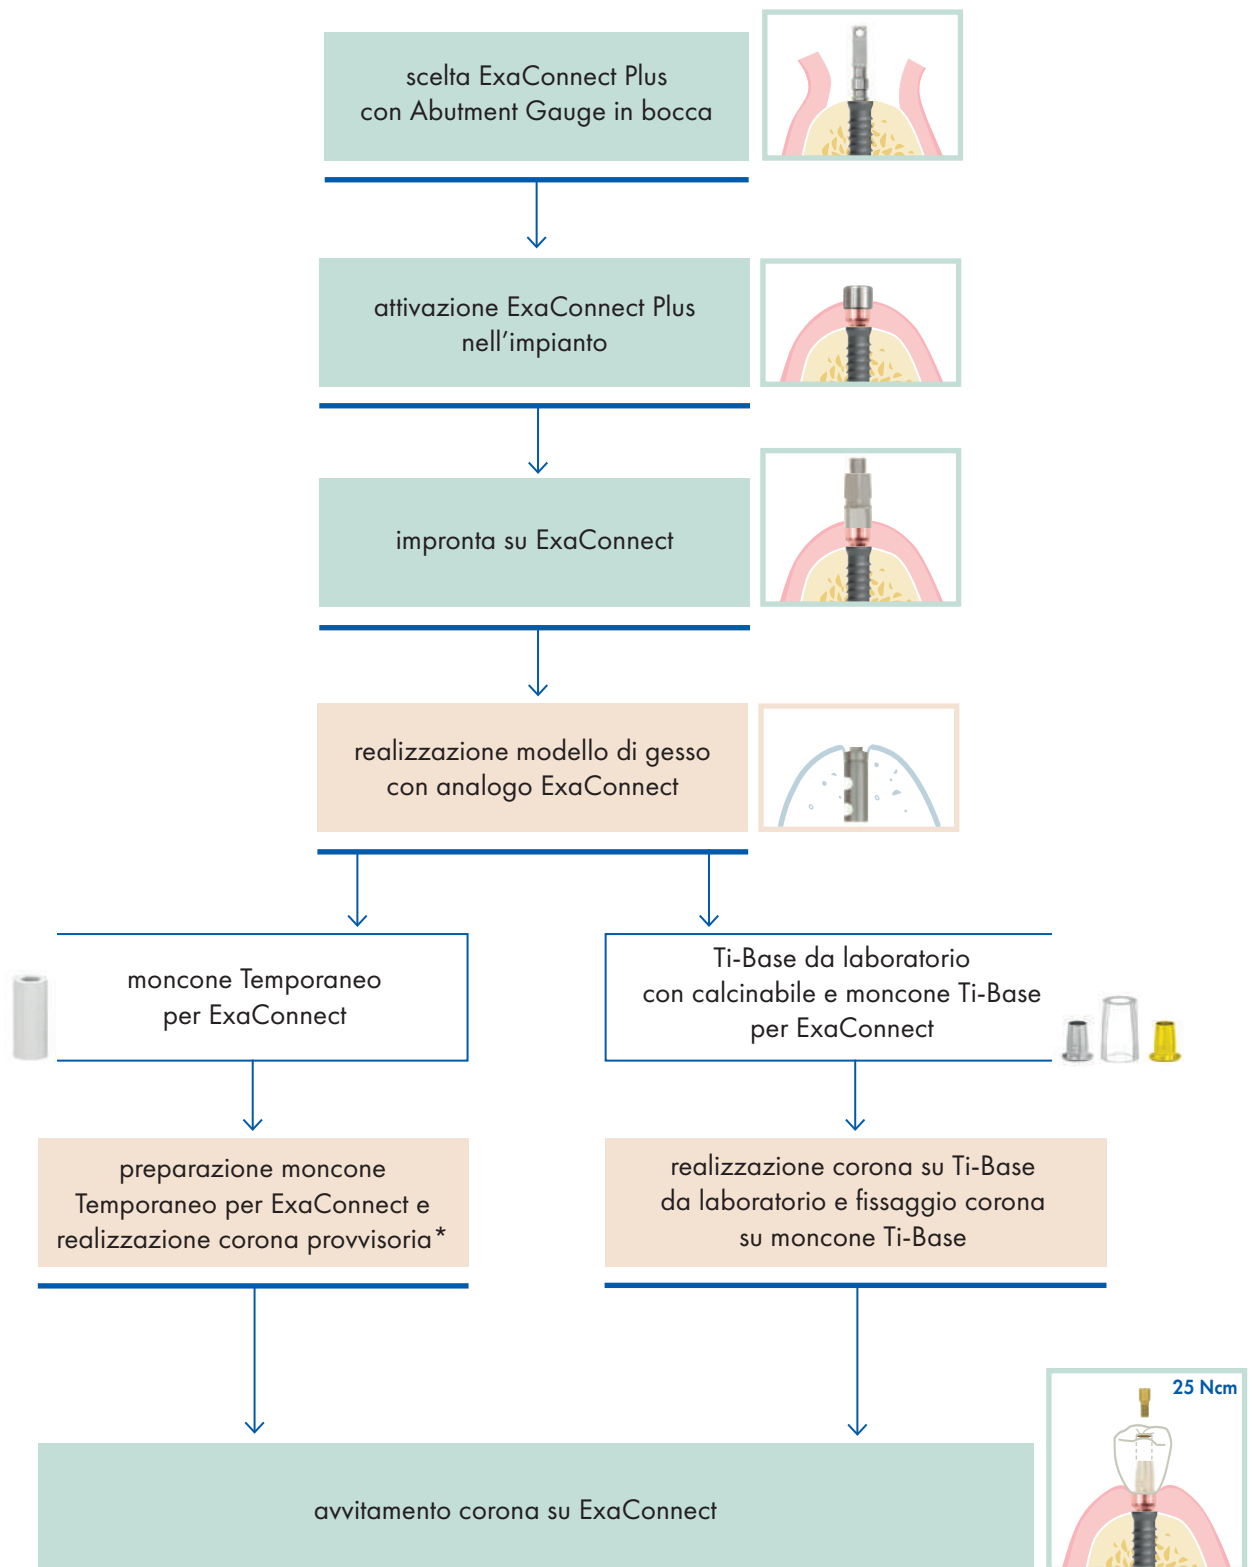 scelta ExaConnect Plus
con Abutment Gauge in bocca
attivazione ExaConnect Plus
nell'impianto
impronta su ExaConnect
realizzazione modello di gesso
con analogo ExaConnect
moncone Temporaneo
per ExaConnect
Ti-Base da laboratorio
con calcinabile e moncone Ti-Base
per ExaConnect
preparazione moncone
Temporaneo per ExaConnect e
realizzazione corona provvisoria*
realizzazione corona su Ti-Base
da laboratorio e fissaggio corona
su moncone Ti-Base
25 Ncm
avvitamento corona su ExaConnect